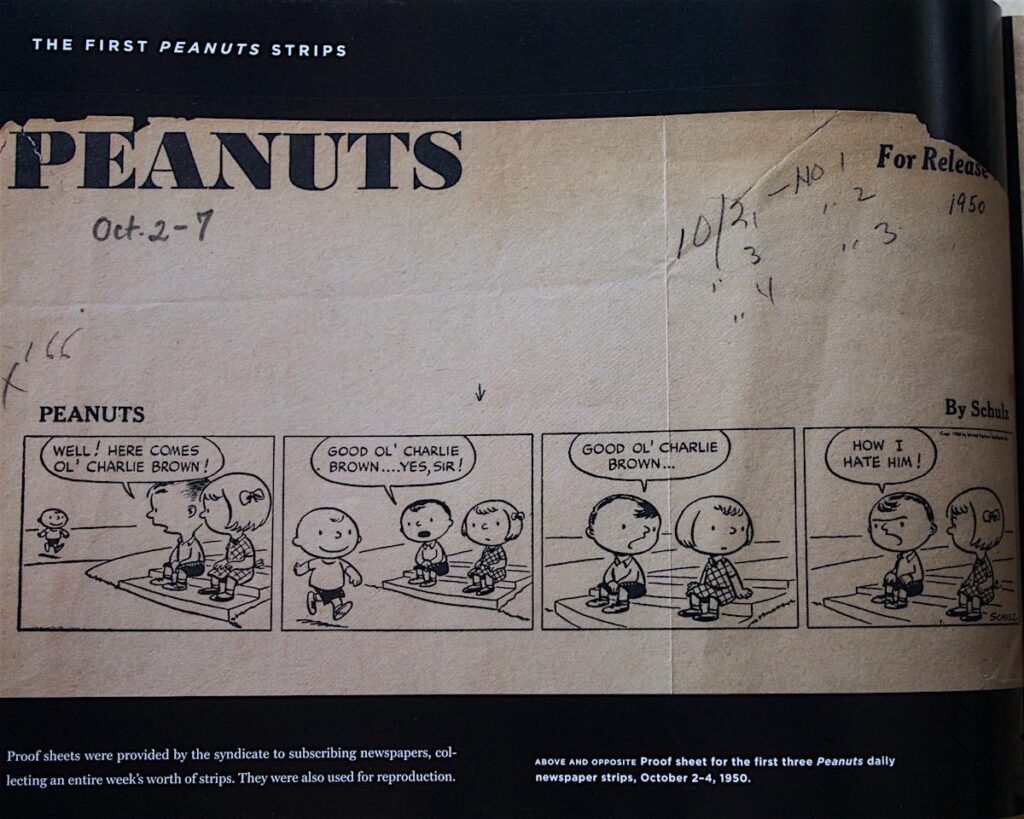 THE FIRST PEANUTS STRIPS
PEANUTS
Oct. 2-7
For Release
1950
10/2, -NO 1
" 3 " 2
" 4 " 3
166
PEANUTS
By Schulz
WELL! HERE COMES
OL' CHARLIE BROWN!
GOOD OL' CHARLIE
BROWN....YES, SIR!
GOOD OL' CHARLIE
BROWN...
HOW I
HATE HIM!
SCHULZ
Proof sheets were provided by the syndicate to subscribing newspapers, col-
lecting an entire week's worth of strips. They were also used for reproduction.
ABOVE AND OPPOSITE Proof sheet for the first three Peanuts daily
newspaper strips, October 2–4, 1950.